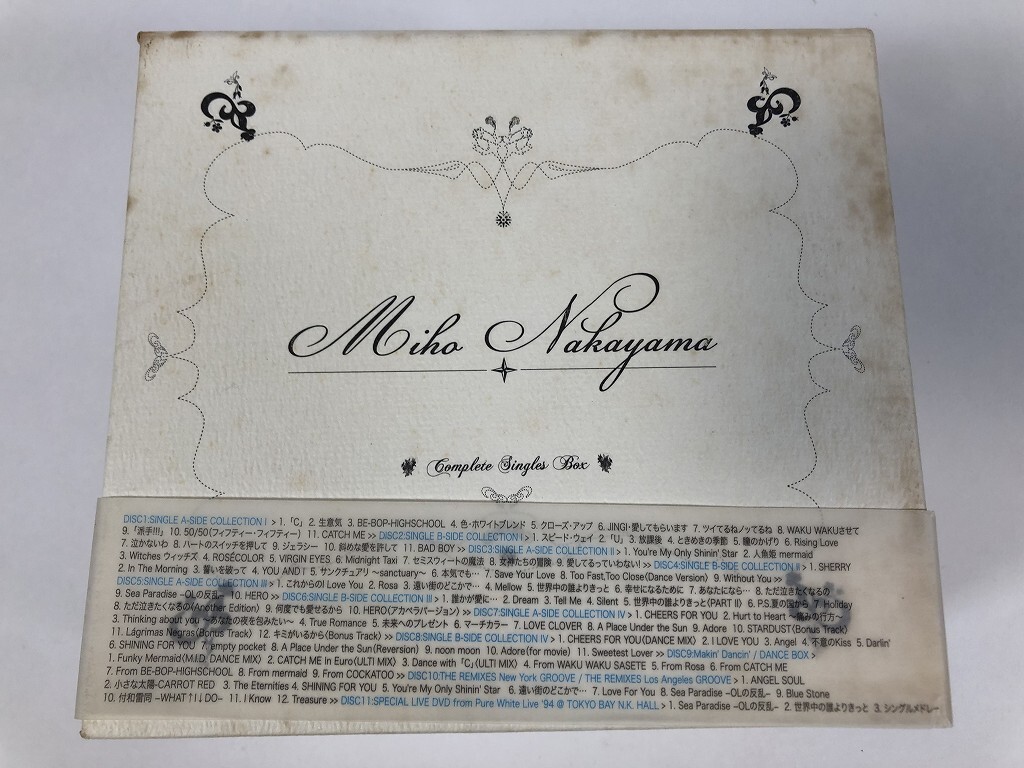 Miho Nakayama
Complete Singles Box
DISC1:SINGLE A-SIDE COLLECTION I > 1.「C」 2. 生意気 3. BE-BOP-HIGHSCHOOL 4. 色・ホワイトブレンド 5. クローズ・アップ 6. JINGI・愛してもらいます 7. ツイてるねノッてるね 8. WAKU WAKUさせて
9.「派手!!!」 10. 50/50(フィフティー・フィフティー) 11. CATCH ME >> DISC2:SINGLE B-SIDE COLLECTION I > 1. スピード・ウェイ 2.「U」 3. 放課後 4. ときめきの季節 5. 瞳のかげり 6. Rising Love
7. 泣かないわ 8. ハートのスイッチを押して 9. ジェラシー 10. 斜めな愛を許して 11. BAD BOY >> DISC3:SINGLE A-SIDE COLLECTION II > 1. You're My Only Shinin' Star 2. 人魚姫 mermaid
3. Witches ウィッチズ 4. ROSÉCOLOR 5. VIRGIN EYES 6. Midnight Taxi 7. セミスウィートの魔法 8. 女神たちの冒険 9. 愛してるっていわない! >> DISC4:SINGLE B-SIDE COLLECTION II > 1. SHERRY
2. In The Morning 3. 誓いを破って 4. YOU AND I 5. サンクチュアリ ～sanctuary～ 6. 本気でも… 7. Save Your Love 8. Too Fast,Too Close(Dance Version) 9. Without You >>
DISC5:SINGLE A-SIDE COLLECTION III > 1. これからのI Love You 2. Rosa 3. 遠い街のどこかで… 4. Mellow 5. 世界中の誰よりきっと 6. 幸せになるために 7. あなたになら… 8. ただ泣きたくなるの
9. Sea Paradise –OLの反乱– 10. HERO >> DISC6:SINGLE B-SIDE COLLECTION III > 1. 誰かが愛に… 2. Dream 3. Tell Me 4. Silent 5. 世界中の誰よりきっと(PART II) 6. P.S.夏の国から 7. Holiday
8. ただ泣きたくなるの(Another Edition) 9. 何度でも愛せるから 10. HERO(アカペラバージョン) >> DISC7:SINGLE A-SIDE COLLECTION IV > 1. CHEERS FOR YOU 2. Hurt to Heart ～痛みの行方～
3. Thinking about you ～あなたの夜を包みたい～ 4. True Romance 5. 未来へのプレゼント 6. マーチカラー 7. LOVE CLOVER 8. A Place Under the Sun 9. Adore 10. STARDUST(Bonus Track)
11. Lágrimas Negras(Bonus Track) 12. キミがいるから(Bonus Track) >> DISC8:SINGLE B-SIDE COLLECTION IV > 1. CHEERS FOR YOU(DANCE MIX) 2. I LOVE YOU 3. Angel 4. 不意のKiss 5. Darlin'
6. SHINING FOR YOU 7. empty pocket 8. A Place Under the Sun(Reversion) 9. noon moon 10. Adore(for movie) 11. Sweetest Lover >> DISC9:Makin' Dancin' / DANCE BOX >
1. Funky Mermaid(M.I.D. DANCE MIX) 2. CATCH ME In Euro(ULTI MIX) 3. Dance with「C」(ULTI MIX) 4. From WAKU WAKU SASETE 5. From Rosa 6. From CATCH ME
7. From BE-BOP-HIGHSCHOOL 8. From mermaid 9. From COCKATOO >> DISC10:THE REMIXES New York GROOVE / THE REMIXES Los Angeles GROOVE > 1. ANGEL SOUL
2. 小さな太陽-CARROT RED 3. The Eternities 4. SHINING FOR YOU 5. You're My Only Shinin' Star 6. 遠い街のどこかで… 7. Love For You 8. Sea Paradise –OLの反乱– 9. Blue Stone
10. 付和雷同 –WHAT↑I↓DO– 11. I Know 12. Treasure >> DISC11:SPECIAL LIVE DVD from Pure White Live '94 @ TOKYO BAY N.K. HALL > 1. Sea Paradise –OLの反乱– 2. 世界中の誰よりきっと 3. シングルメドレー